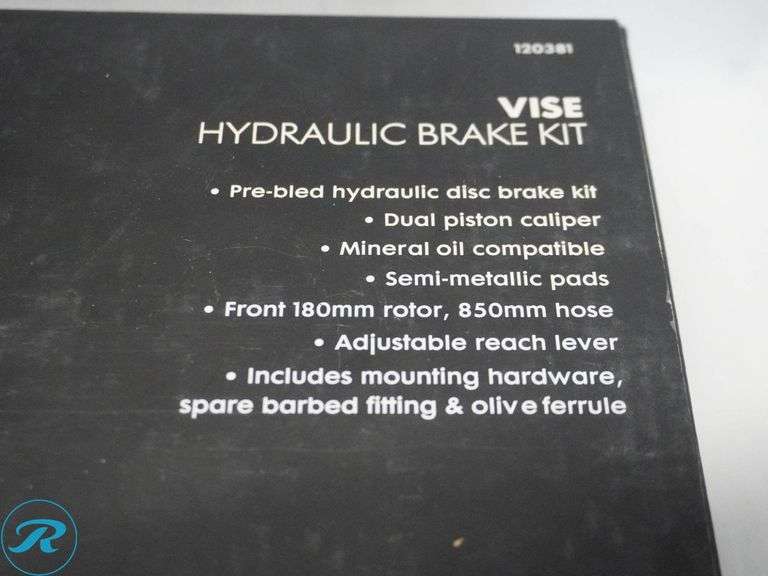 120381
VISE
HYDRAULIC BRAKE KIT
• Pre-bled hydraulic disc brake kit
• Dual piston caliper
• Mineral oil compatible
• Semi-metallic pads
• Front 180mm rotor, 850mm hose
• Adjustable reach lever
• Includes mounting hardware,
spare barbed fitting & olive ferrule
R